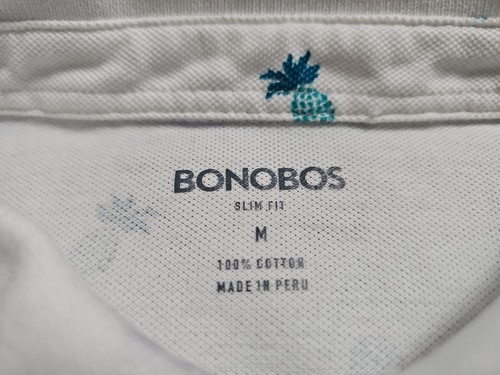 BONOBOS
SLIM FIT
M
100% COTTON
MADE IN PERU